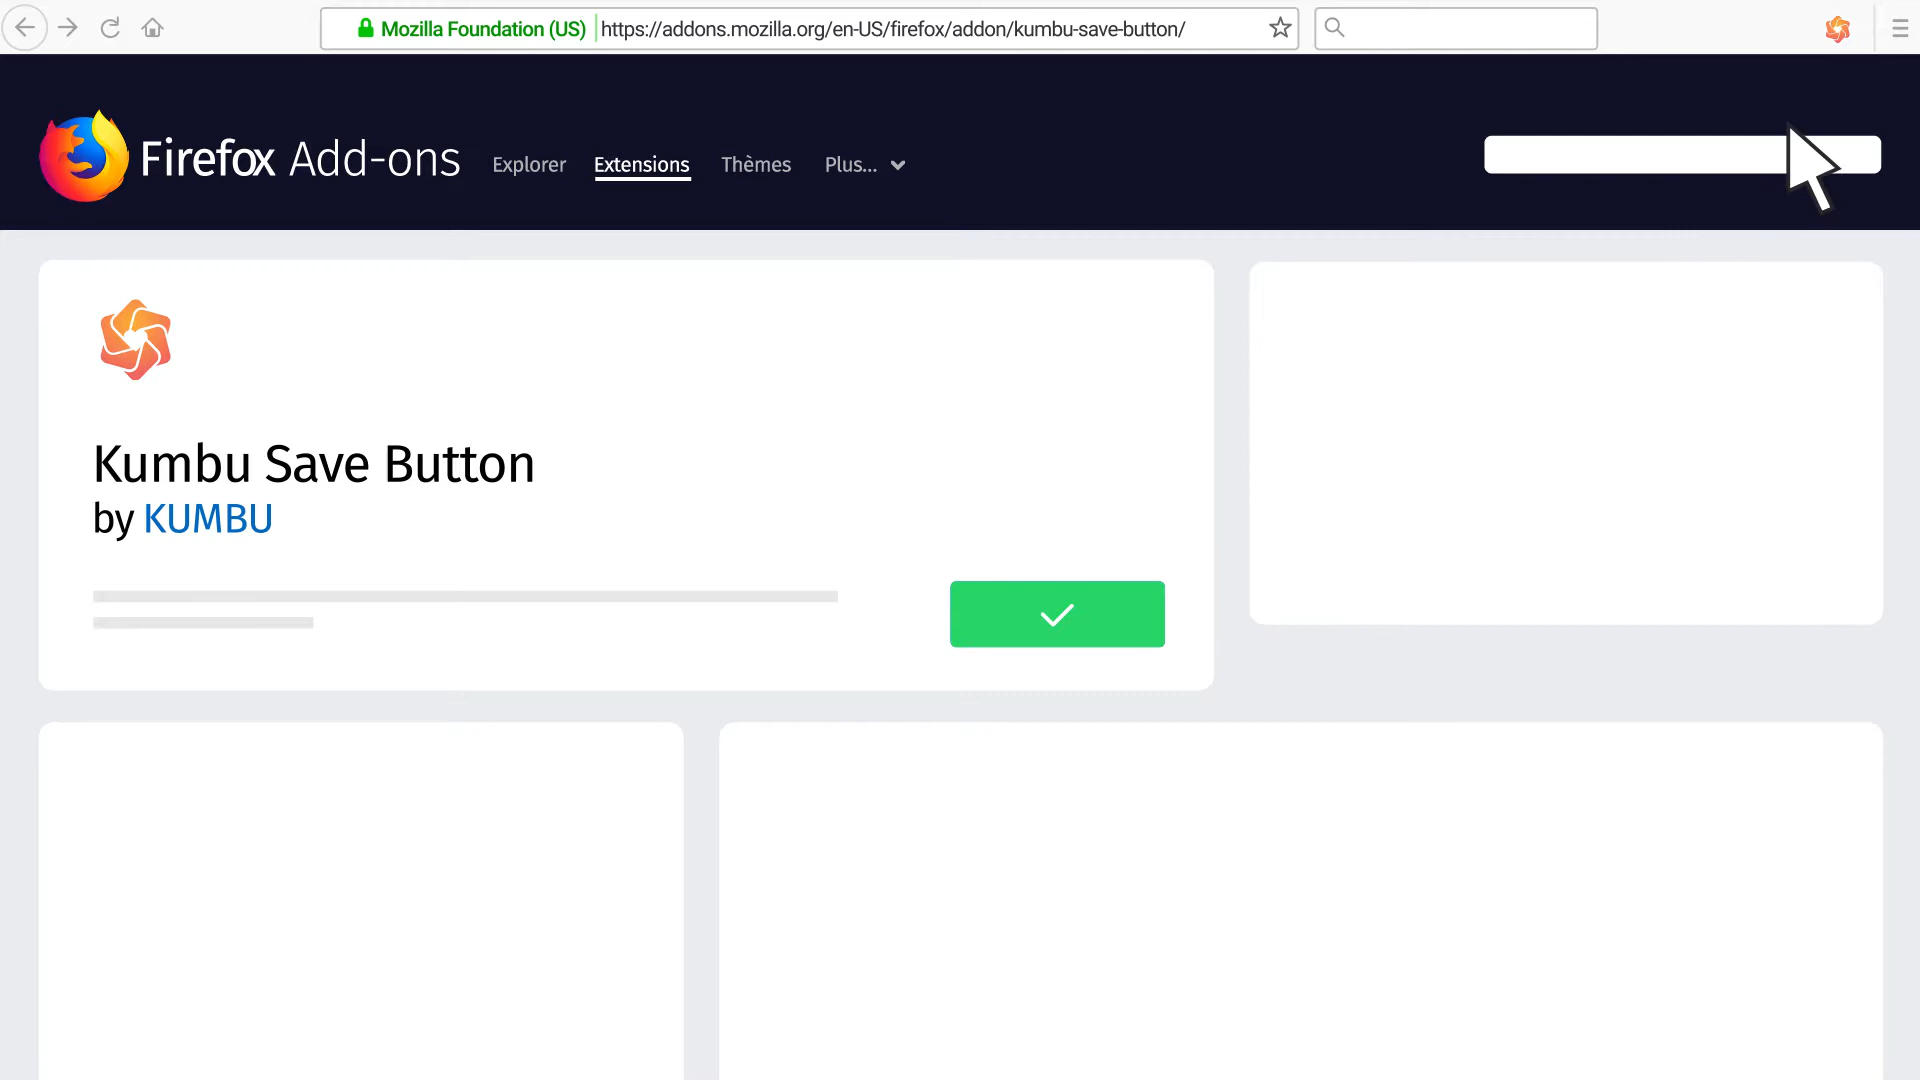 Mozilla Foundation (US) https://addons.mozilla.org/en-US/firefox/addon/kumbu-save-button/
Firefox Add-ons Explorer Extensions Thèmes Plus...
Kumbu Save Button
by KUMBU